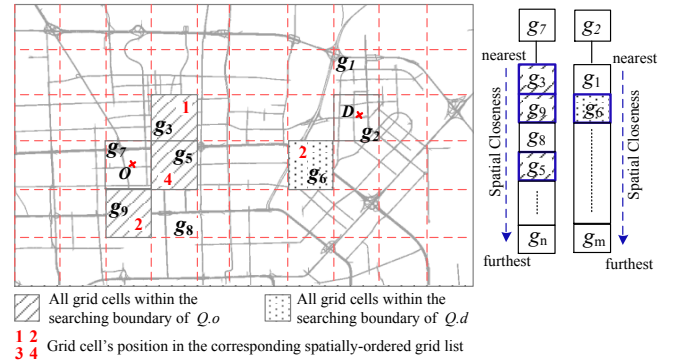 g1
D
g2
1
g3
g7
g5
O
4
2
g6
g9
2
g8
g7
g2
nearest
nearest
g3
g1
g9
g6
g8
g5
Spatial Closeness
Spatial Closeness
gn
gm
furthest
furthest
All grid cells within the
searching boundary of Q.o
All grid cells within the
searching boundary of Q.d
1 2
3 4
Grid cell's position in the corresponding spatially-ordered grid list